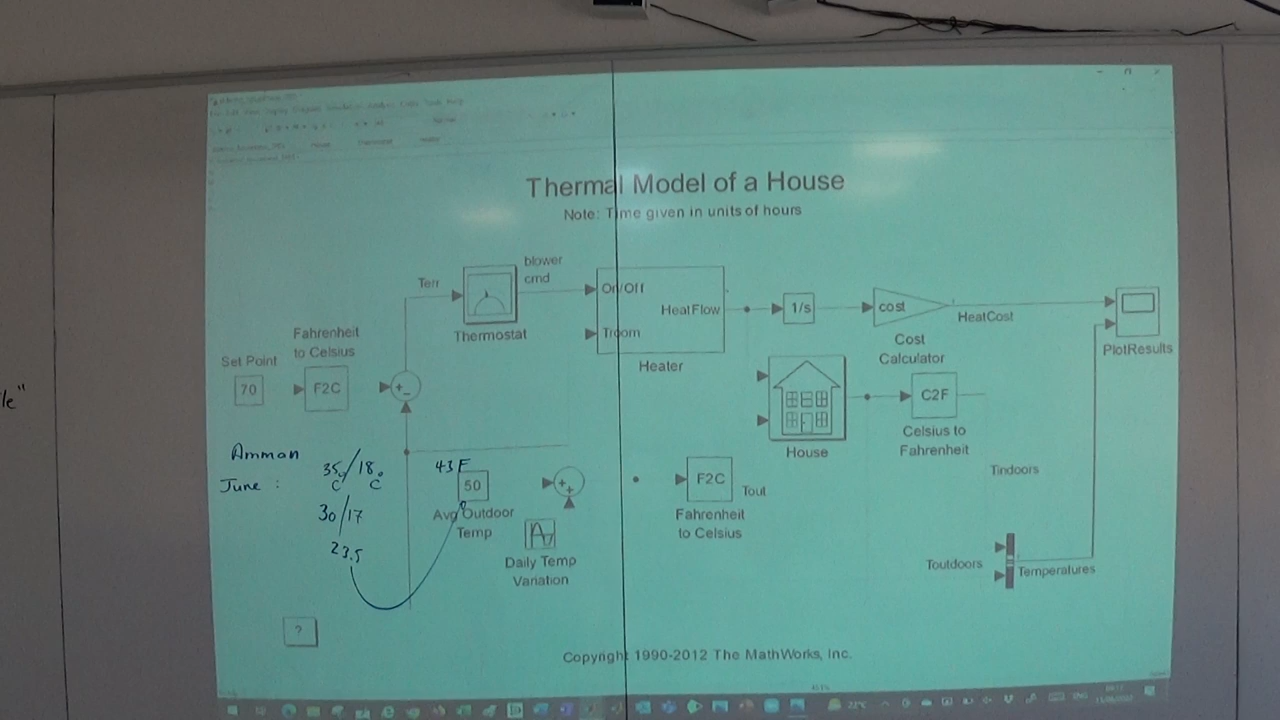 Thermal Model of a House
Note: Time given in units of hours
blower
cmd
Terr
Thermostat
On/Off
HeatFlow
Troom
Heater
1/s
cost
Cost
Calculator
HeatCost
PlotResults
Fahrenheit
to Celsius
Set Point
70
F2C
House
C2F
Celsius to
Fahrenheit
Tindoors
Amman
June :
35/18
C C
30/17
23.5
43F
50
Avg Outdoor
Temp
Daily Temp
Variation
F2C
Tout
Fahrenheit
to Celsius
Toutdoors
Temperatures
?
Copyright 1990-2012 The MathWorks, Inc.
22°C
ENG